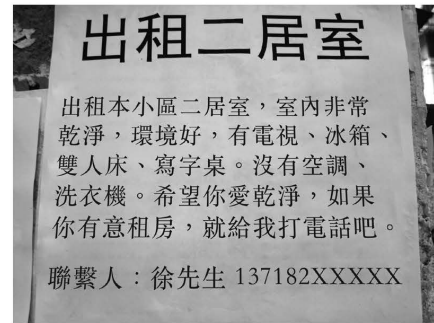 出租二居室
出租本小區二居室，室內非常
乾淨，環境好，有電視、冰箱、
雙人床、寫字桌。沒有空調、
洗衣機。希望你愛乾淨，如果
你有意租房，就給我打電話吧。
聯繫人：徐先生 137182XXXXX